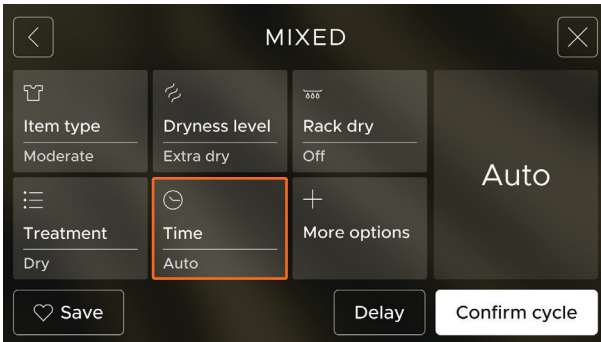 MIXED
Item type
Moderate
Dryness level
Extra dry
Rack dry
Off
Auto
Treatment
Dry
Time
Auto
More options
Save
Delay
Confirm cycle